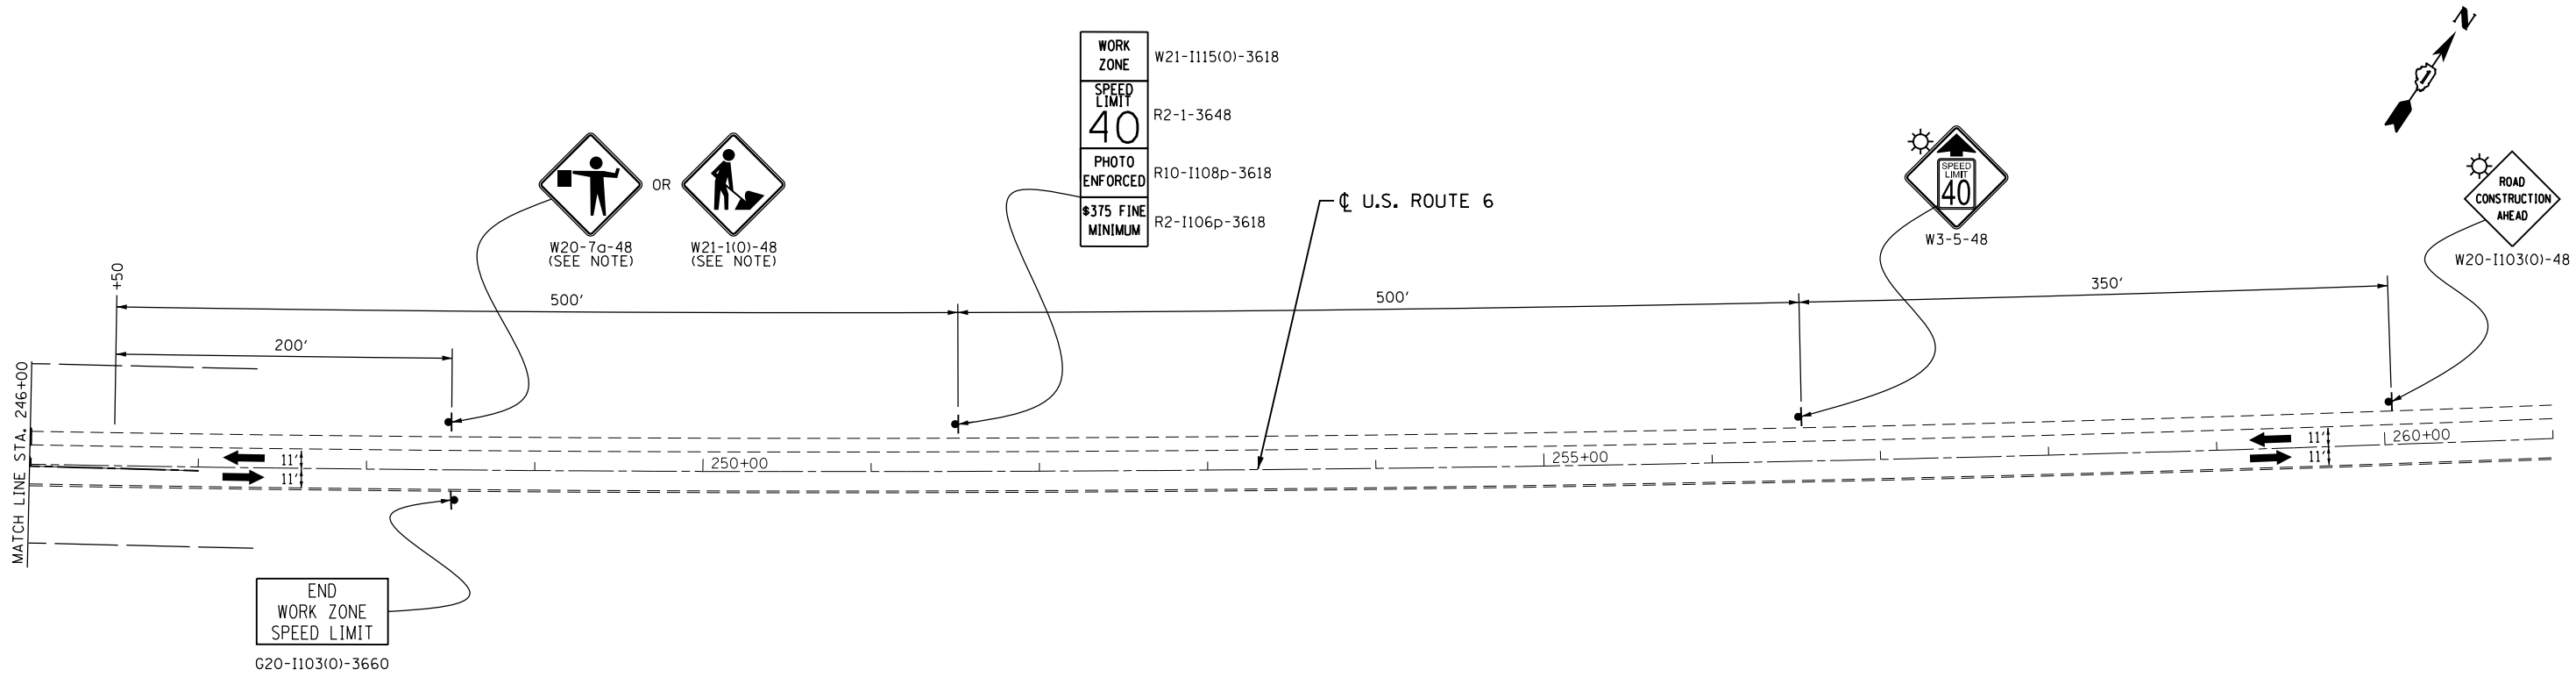 N
WORK
ZONE
W21-I115(O)-3618
SPEED
LIMIT
40
R2-1-3648
PHOTO
ENFORCED
R10-I108p-3618
$375 FINE
MINIMUM
R2-I106p-3618
OR
W20-7a-48
(SEE NOTE)
W21-1(O)-48
(SEE NOTE)
℄ U.S. ROUTE 6
SPEED
LIMIT
40
W3-5-48
ROAD
CONSTRUCTION
AHEAD
W20-I103(O)-48
+50
500'
500'
350'
200'
MATCH LINE STA. 246+00
11'
11'
250+00
255+00
11'
11'
260+00
END
WORK ZONE
SPEED LIMIT
G20-I103(O)-3660